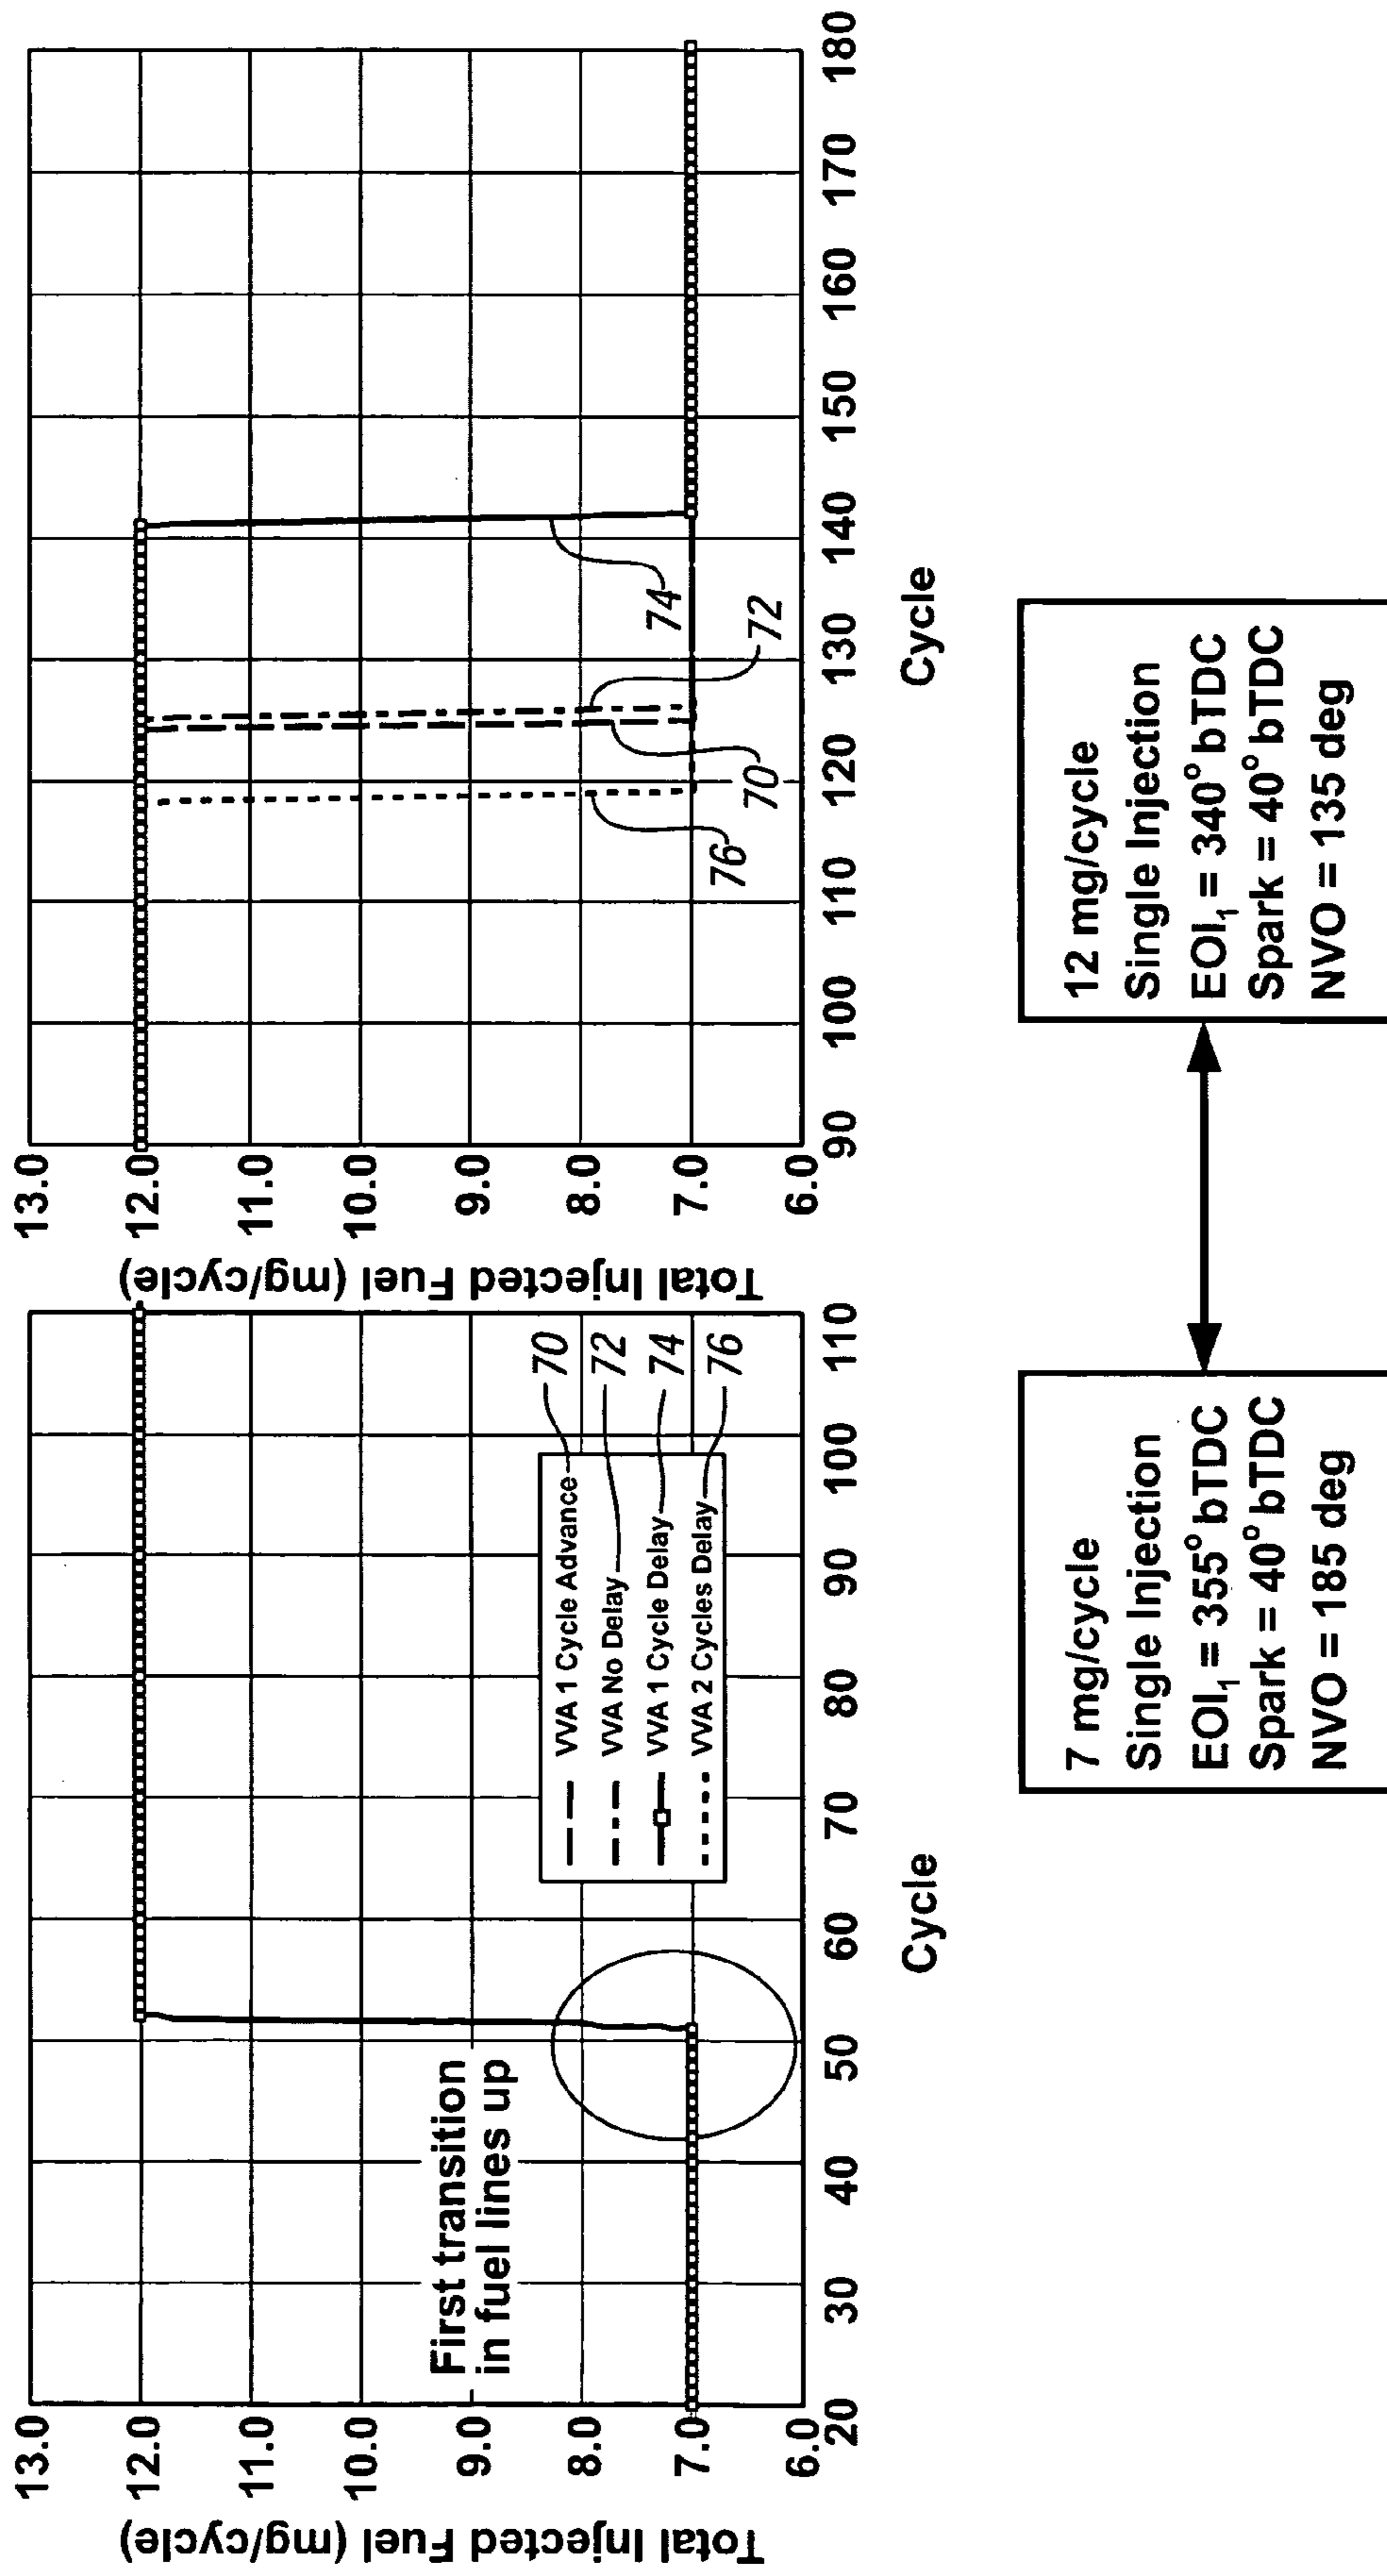 Total Injected Fuel (mg/cycle)
13.0
12.0
11.0
10.0
9.0
8.0
7.0
6.0
20 30 40 50 60 70 80 90 100 110
Cycle
First transition
in fuel lines up
VVA 1 Cycle Advance 70
VVA No Delay 72
VVA 1 Cycle Delay 74
VVA 2 Cycles Delay 76
Total Injected Fuel (mg/cycle)
13.0
12.0
11.0
10.0
9.0
8.0
7.0
6.0
90 100 110 120 130 140 150 160 170 180
Cycle
74
72
70
76
7 mg/cycle
Single Injection
EOI₁ = 355° bTDC
Spark = 40° bTDC
NVO = 185 deg
12 mg/cycle
Single Injection
EOI₁ = 340° bTDC
Spark = 40° bTDC
NVO = 135 deg